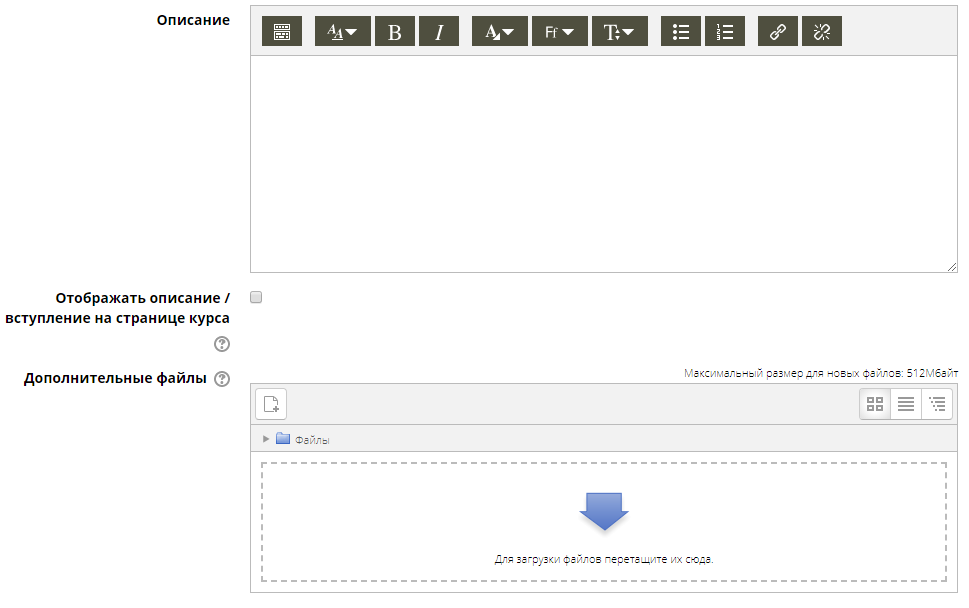 Описание
Ff
Отображать описание /
вступление на странице курса
Дополнительные файлы
Максимальный размер для новых файлов: 512Мбайт
Файлы
Для загрузки файлов перетащите их сюда.